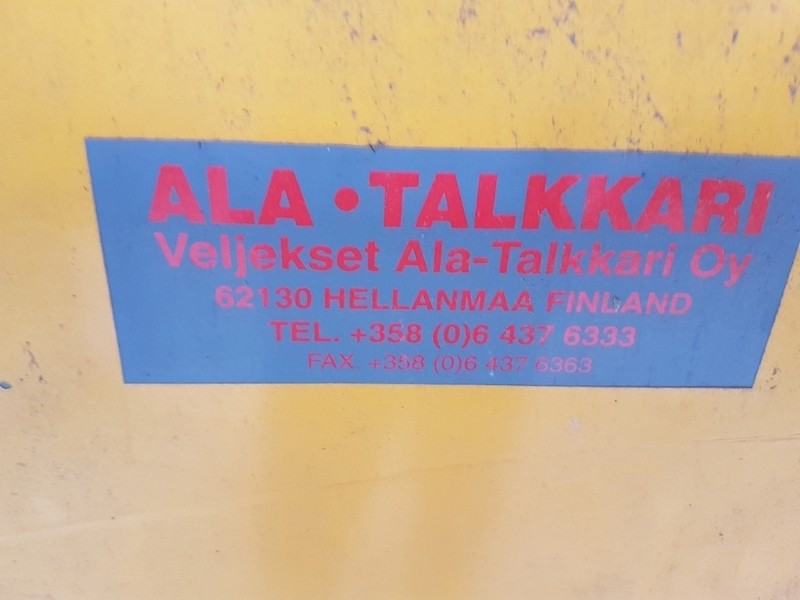 ALA • TALKKARI
Veljekset Ala-Talkkari Oy
62130 HELLANMAA FINLAND
TEL. +358 (0)6 437 6333
FAX. +358 (0)6 437 6363